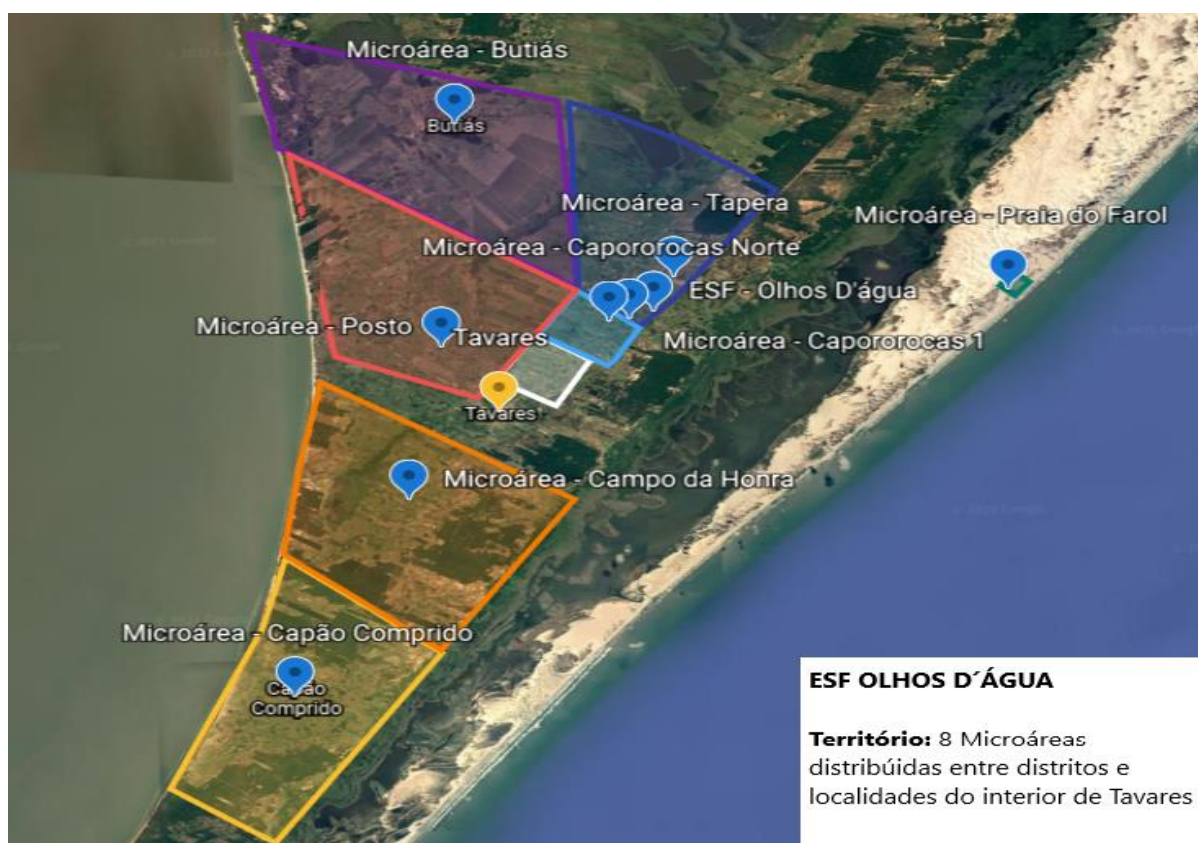 Microárea - Butiás
Butiás
Microárea - Tapera
Microárea - Praia do Farol
Microárea - Capororocas Norte
ESF - Olhos D'água
Microárea - Posto
Tavares
Microárea - Capororocas 1
Tavares
Microárea - Campo da Honra
Microárea - Capão Comprido
Capão
Comprido
ESF OLHOS D´ÁGUA
Território: 8 Microáreas
distribúidas entre distritos e
localidades do interior de Tavares